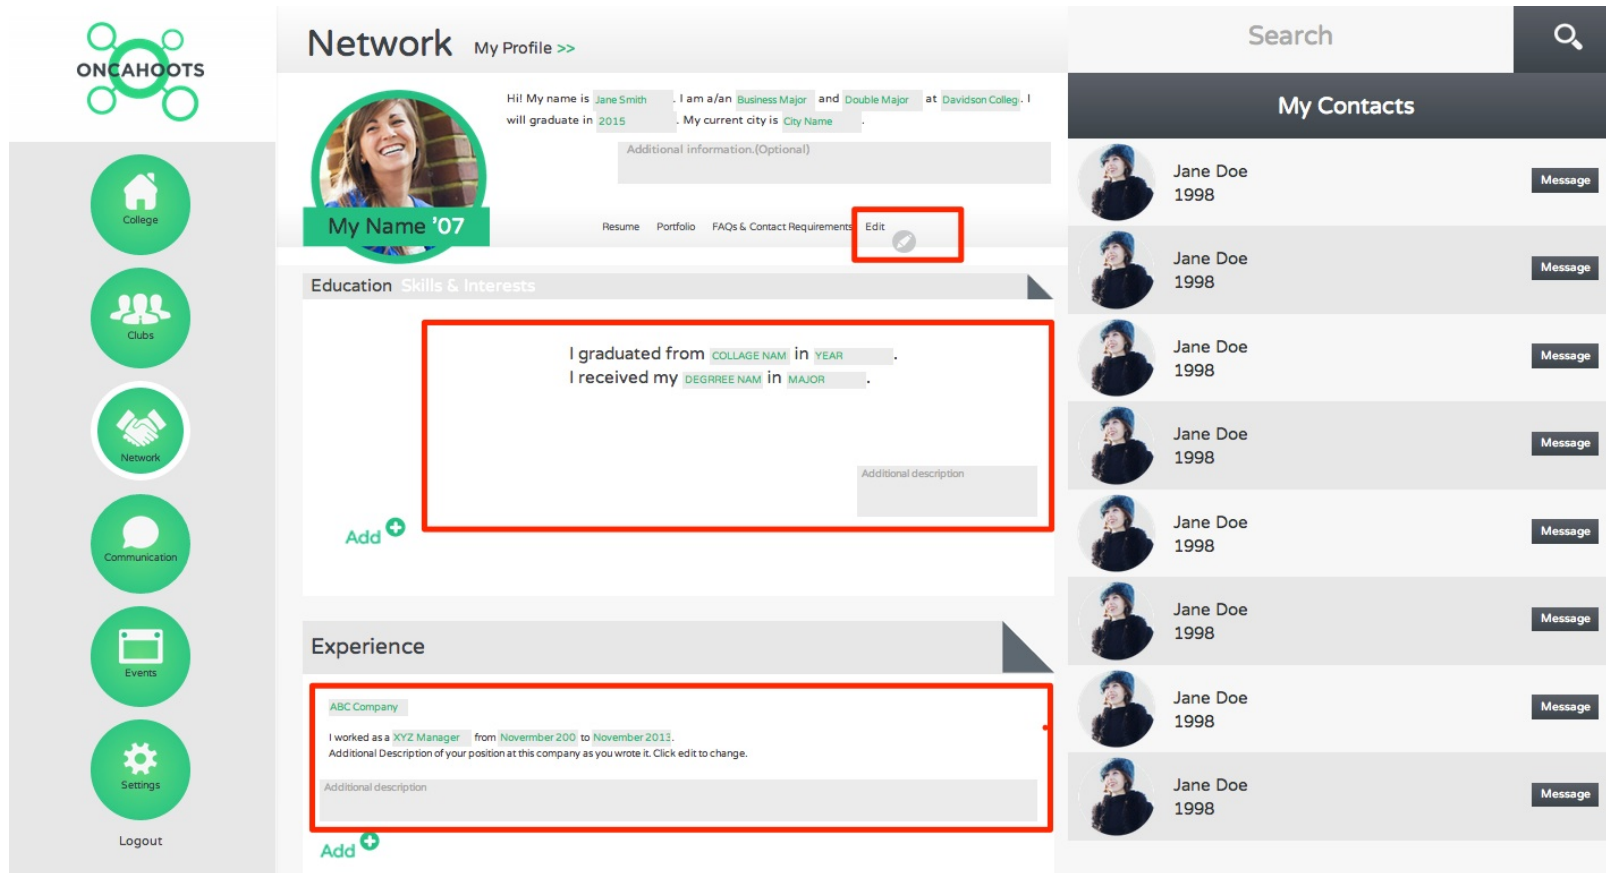 ONCAHOOTS
College
Clubs
Network
Communication
Events
Settings
Logout
Network My Profile >>
Hi! My name is Jane Smith . I am a/an Business Major and Double Major at Davidson Colleg . I
will graduate in 2015 . My current city is City Name .
Additional information.(Optional)
My Name '07
Resume Portfolio FAQs & Contact Requirements Edit
Education Skills & Interests
I graduated from COLLAGE NAM in YEAR .
I received my DEGRREE NAM in MAJOR .
Additional description
Add
Experience
ABC Company
I worked as a XYZ Manager from Novermber 200 to November 2013.
Additional Description of your position at this company as you wrote it. Click edit to change.
Additional description
Add
Search
My Contacts
Jane Doe
1998
Message
Jane Doe
1998
Message
Jane Doe
1998
Message
Jane Doe
1998
Message
Jane Doe
1998
Message
Jane Doe
1998
Message
Jane Doe
1998
Message
Jane Doe
1998
Message